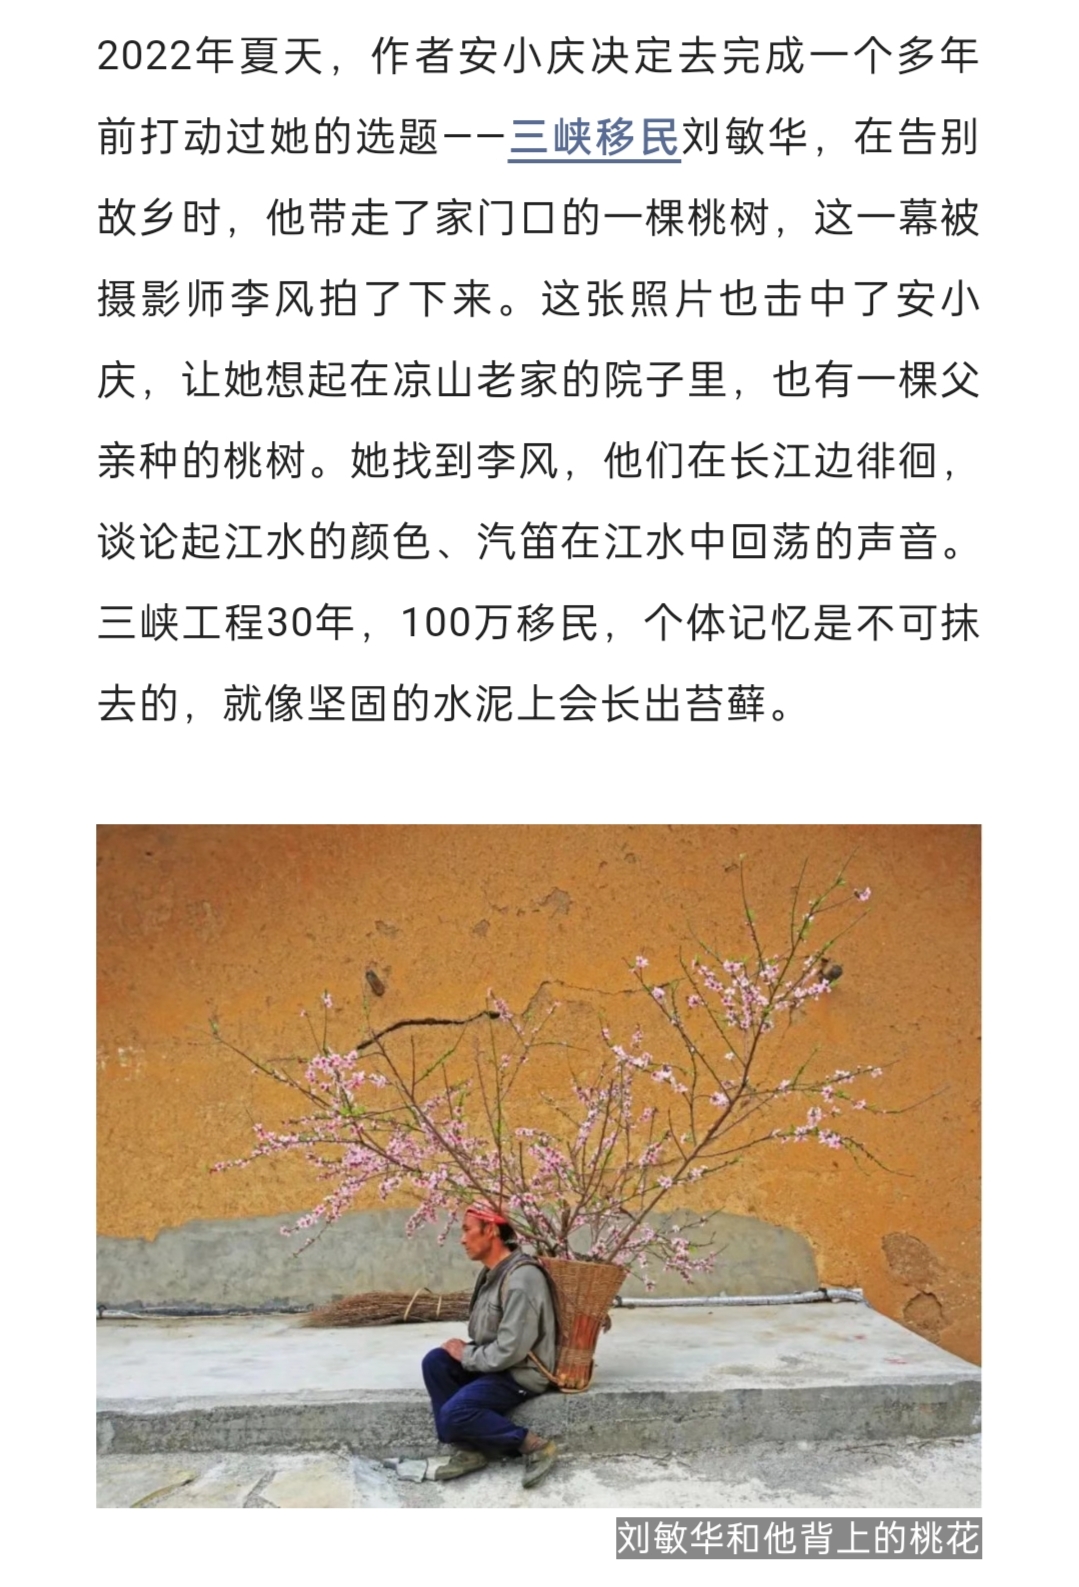 2022年夏天，作者安小庆决定去完成一个多年
前打动过她的选题——三峡移民刘敏华，在告别
故乡时，他带走了家门口的一棵桃树，这一幕被
摄影师李风拍了下来。这张照片也击中了安小
庆，让她想起在凉山老家的院子里，也有一棵父
亲种的桃树。她找到李风，他们在长江边徘徊，
谈论起江水的颜色、汽笛在江水中回荡的声音。
三峡工程30年，100万移民，个体记忆是不可抹
去的，就像坚固的水泥上会长出苔藓。
刘敏华和他背上的桃花